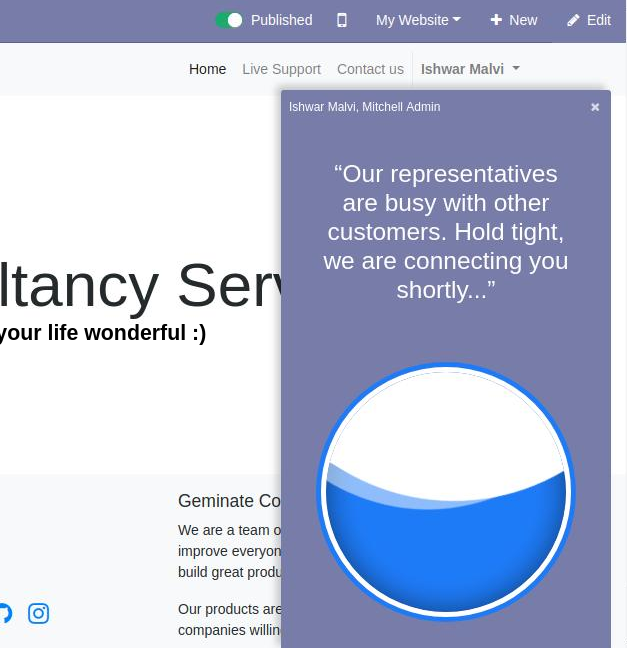 Published My Website New Edit
Home Live Support Contact us Ishwar Malvi
Ishwar Malvi, Mitchell Admin
“Our representatives
are busy with other
customers. Hold tight,
we are connecting you
shortly...”
ltancy Serv
your life wonderful :)
Geminate Co
We are a team o
improve everyon
build great produ
Our products are
companies willin